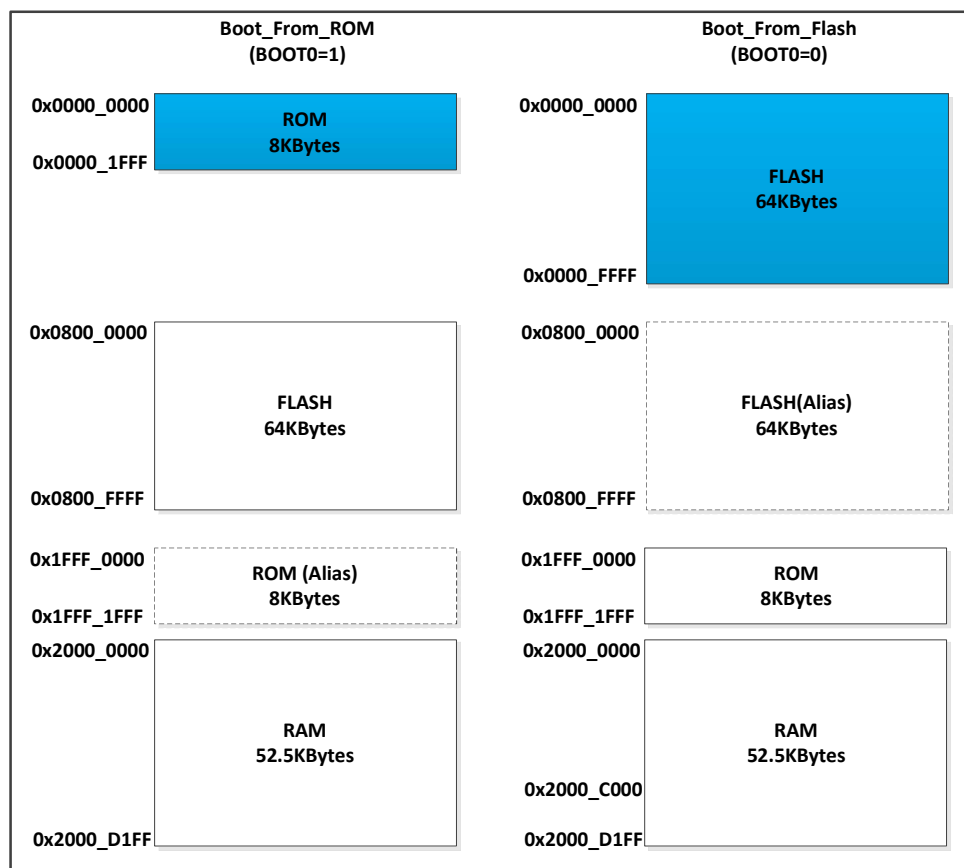 Boot_From_ROM
(BOOT0=1)
0x0000_0000
ROM
8KBytes
0x0000_1FFF
0x0800_0000
FLASH
64KBytes
0x0800_FFFF
0x1FFF_0000
ROM (Alias)
8KBytes
0x1FFF_1FFF
0x2000_0000
RAM
52.5KBytes
0x2000_D1FF
Boot_From_Flash
(BOOT0=0)
0x0000_0000
FLASH
64KBytes
0x0000_FFFF
0x0800_0000
FLASH(Alias)
64KBytes
0x0800_FFFF
0x1FFF_0000
ROM
8KBytes
0x1FFF_1FFF
0x2000_0000
RAM
52.5KBytes
0x2000_C000
0x2000_D1FF